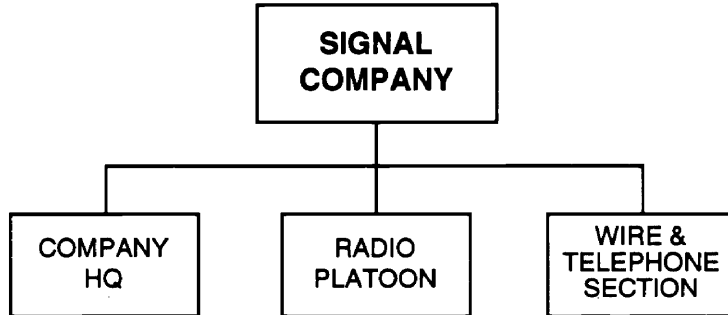 SIGNAL
COMPANY
COMPANY
HQ
RADIO
PLATOON
WIRE &
TELEPHONE
SECTION